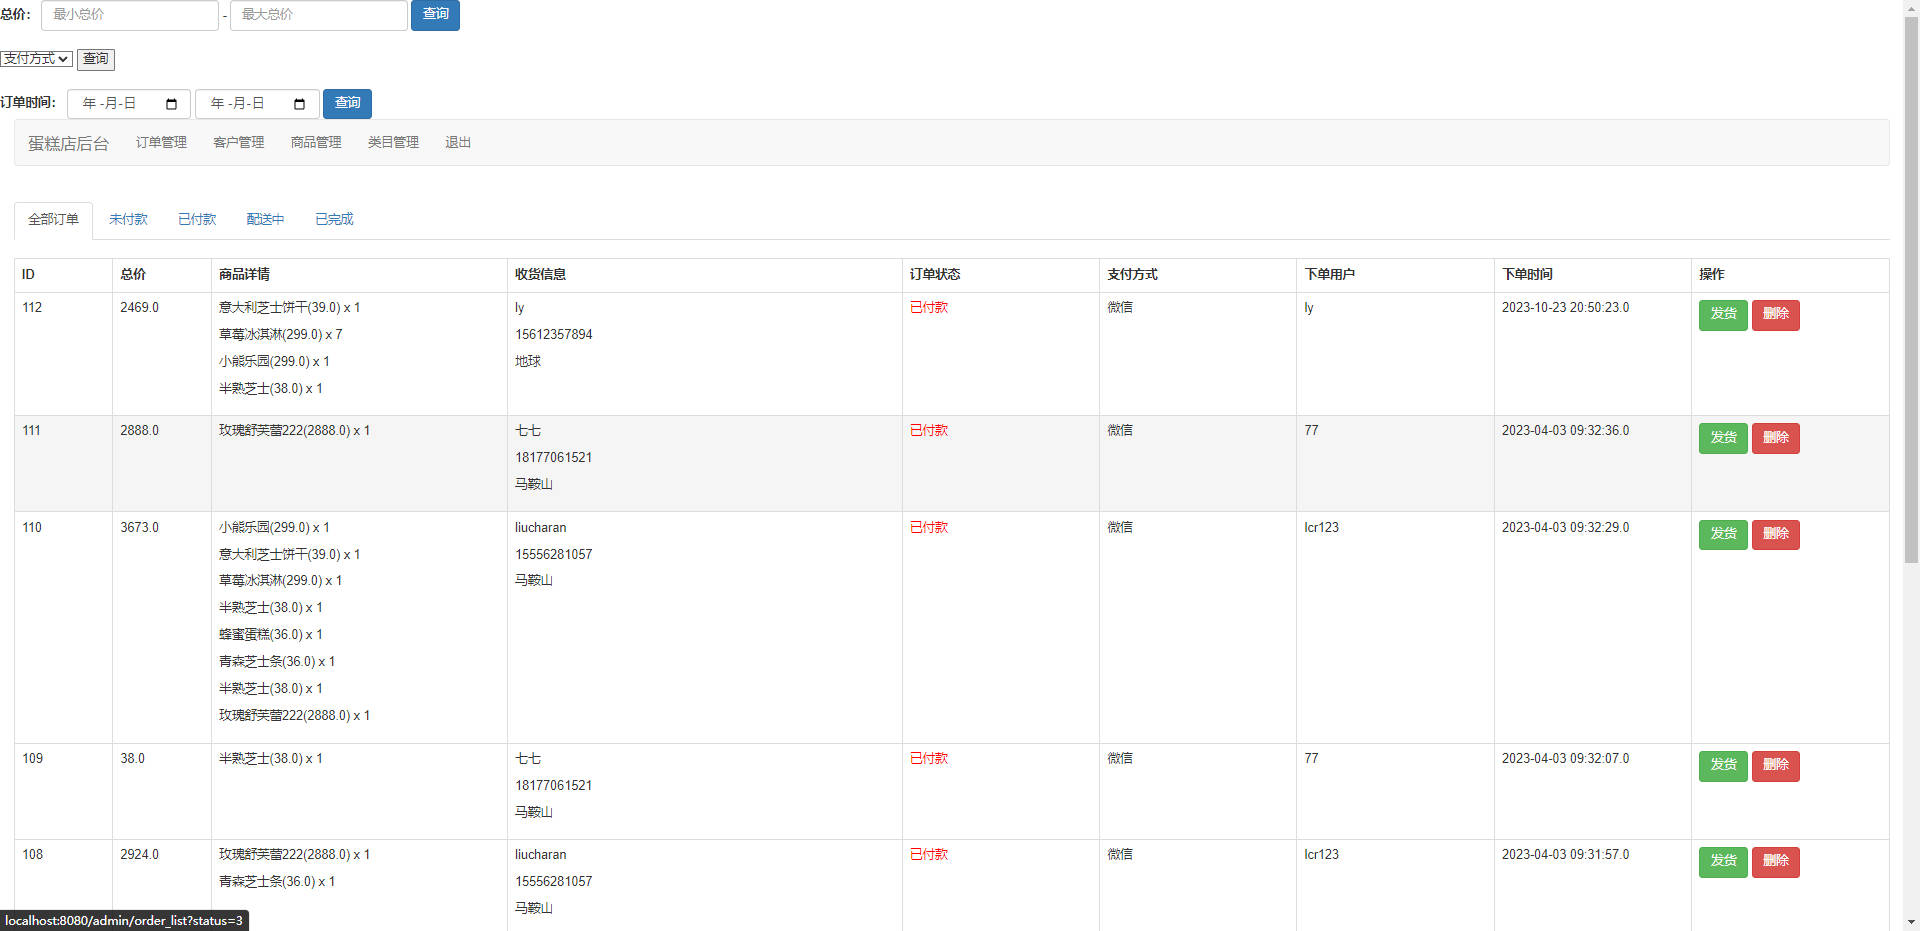 总价： 最小总价 - 最大总价 查询
支付方式 查询
订单时间： 年 -月-日 年 -月-日 查询
蛋糕店后台 订单管理 客户管理 商品管理 类目管理 退出
全部订单 未付款 已付款 配送中 已完成
ID 总价 商品详情 收货信息 订单状态 支付方式 下单用户 下单时间 操作
112 2469.0 意大利芝士饼干(39.0) x 1 ly 已付款 微信 ly 2023-10-23 20:50:23.0 发货 删除
草莓冰淇淋(299.0) x 7 15612357894
小熊乐园(299.0) x 1 地球
半熟芝士(38.0) x 1
111 2888.0 玫瑰舒芙蕾222(2888.0) x 1 七七 已付款 微信 77 2023-04-03 09:32:36.0 发货 删除
18177061521
马鞍山
110 3673.0 小熊乐园(299.0) x 1 liucharan 已付款 微信 lcr123 2023-04-03 09:32:29.0 发货 删除
意大利芝士饼干(39.0) x 1 15556281057
草莓冰淇淋(299.0) x 1 马鞍山
半熟芝士(38.0) x 1
蜂蜜蛋糕(36.0) x 1
青森芝士条(36.0) x 1
半熟芝士(38.0) x 1
玫瑰舒芙蕾222(2888.0) x 1
109 38.0 半熟芝士(38.0) x 1 七七 已付款 微信 77 2023-04-03 09:32:07.0 发货 删除
18177061521
马鞍山
108 2924.0 玫瑰舒芙蕾222(2888.0) x 1 liucharan 已付款 微信 lcr123 2023-04-03 09:31:57.0 发货 删除
青森芝士条(36.0) x 1 15556281057
马鞍山
localhost:8080/admin/order_list?status=3